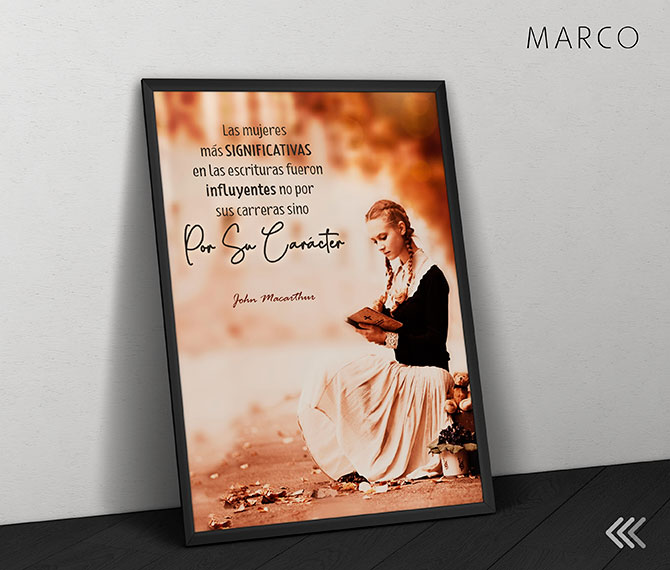 MARCO
Las mujeres
más SIGNIFICATIVAS
en las escrituras fueron
influyentes no por
sus carreras sino
Por Su Carácter
John Macarthur